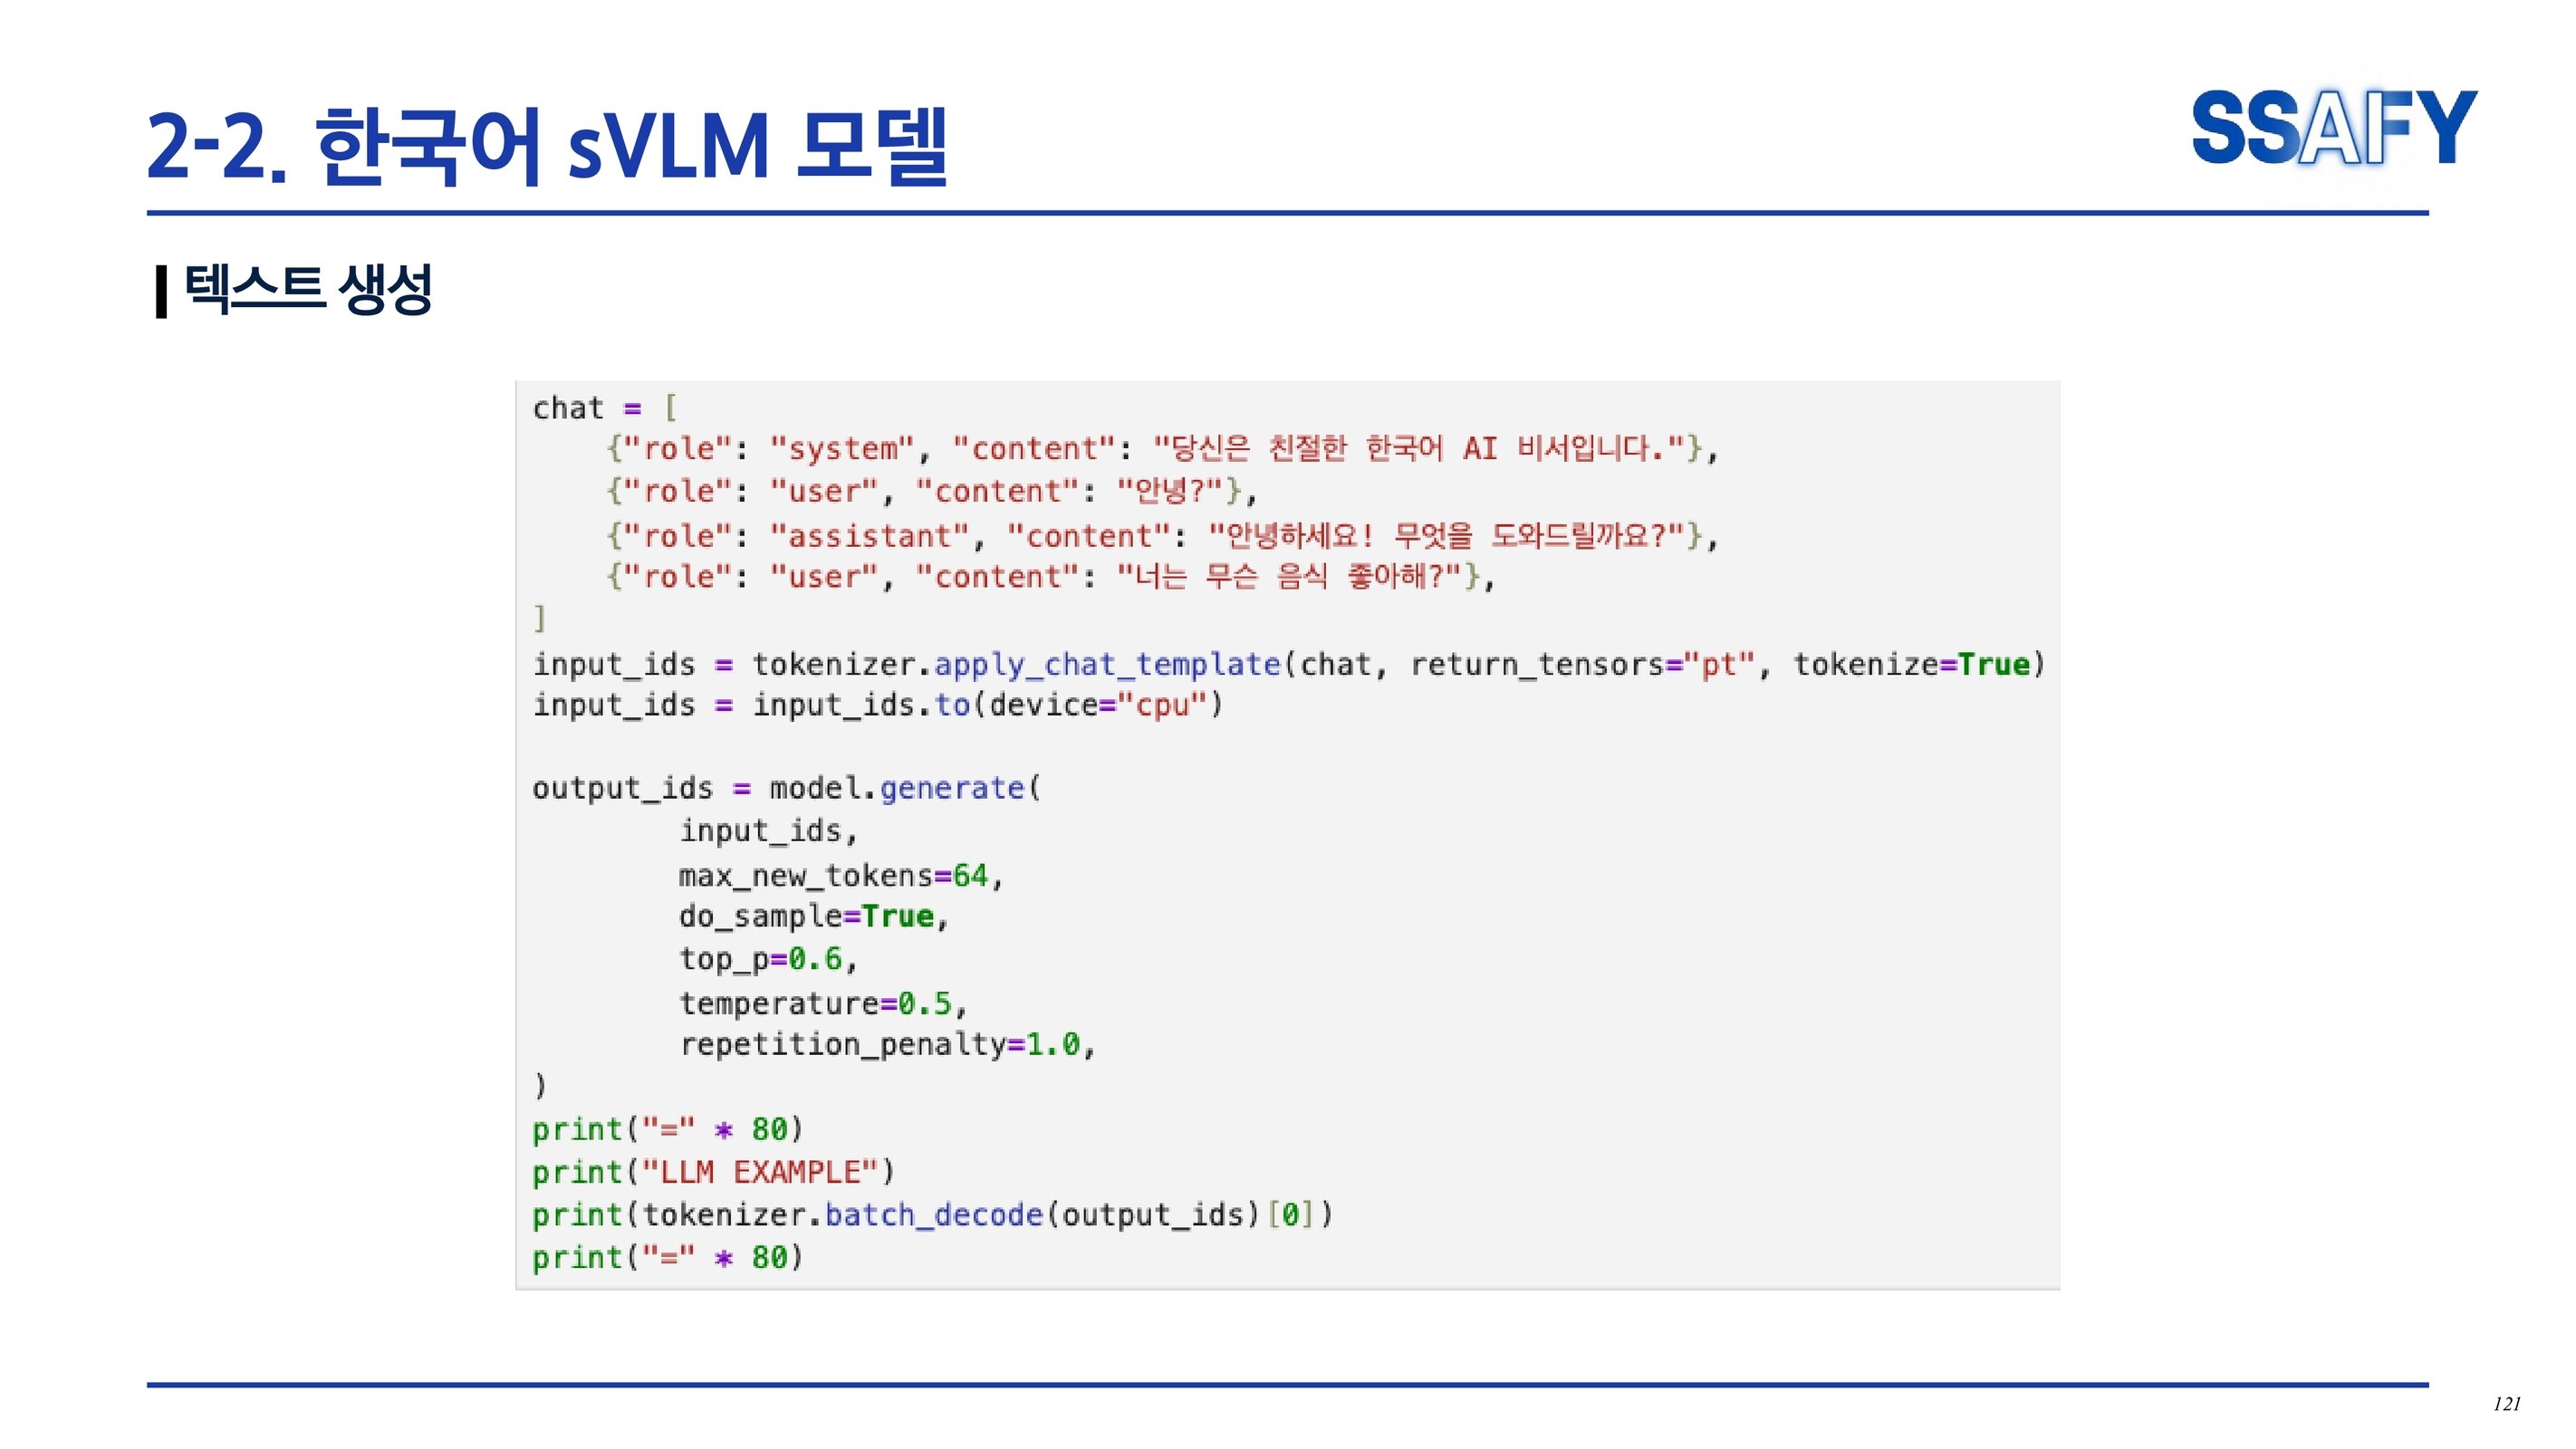 2-2. 한국어 sVLM 모델
SSAFY
텍스트 생성
chat = [
    {"role": "system", "content": "당신은 친절한 한국어 AI 비서입니다."},
    {"role": "user", "content": "안녕?"},
    {"role": "assistant", "content": "안녕하세요! 무엇을 도와드릴까요?"},
    {"role": "user", "content": "너는 무슨 음식 좋아해?"},
]
input_ids = tokenizer.apply_chat_template(chat, return_tensors="pt", tokenize=True)
input_ids = input_ids.to(device="cpu")

output_ids = model.generate(
        input_ids,
        max_new_tokens=64,
        do_sample=True,
        top_p=0.6,
        temperature=0.5,
        repetition_penalty=1.0,
)
print("=" * 80)
print("LLM EXAMPLE")
print(tokenizer.batch_decode(output_ids)[0])
print("=" * 80)
121